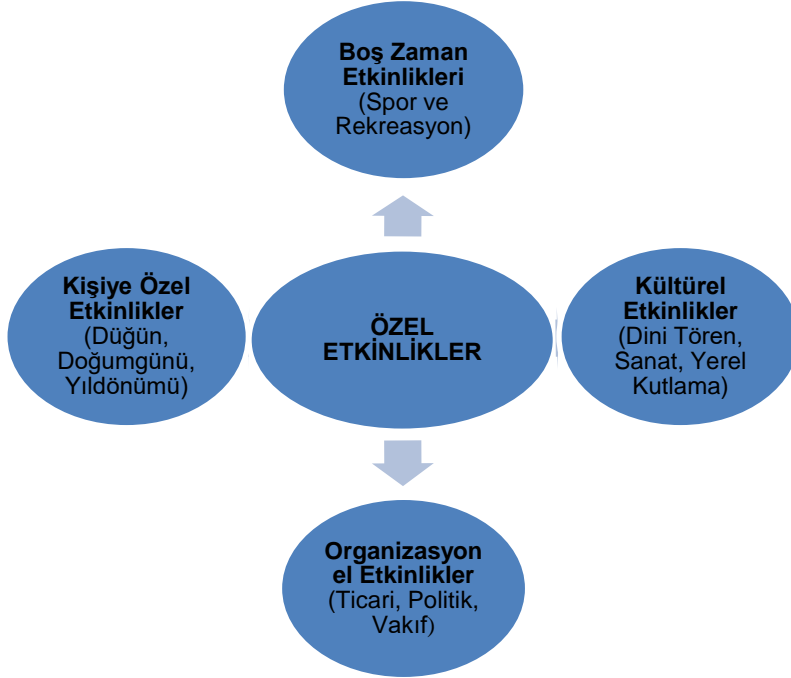 Boş Zaman
Etkinlikleri
(Spor ve
Rekreasyon)
Kişiye Özel
Etkinlikler
(Düğün,
Doğumgünü,
Yıldönümü)
ÖZEL
ETKİNLİKLER
Kültürel
Etkinlikler
(Dini Tören,
Sanat, Yerel
Kutlama)
Organizasyon
el Etkinlikler
(Ticari, Politik,
Vakıf)